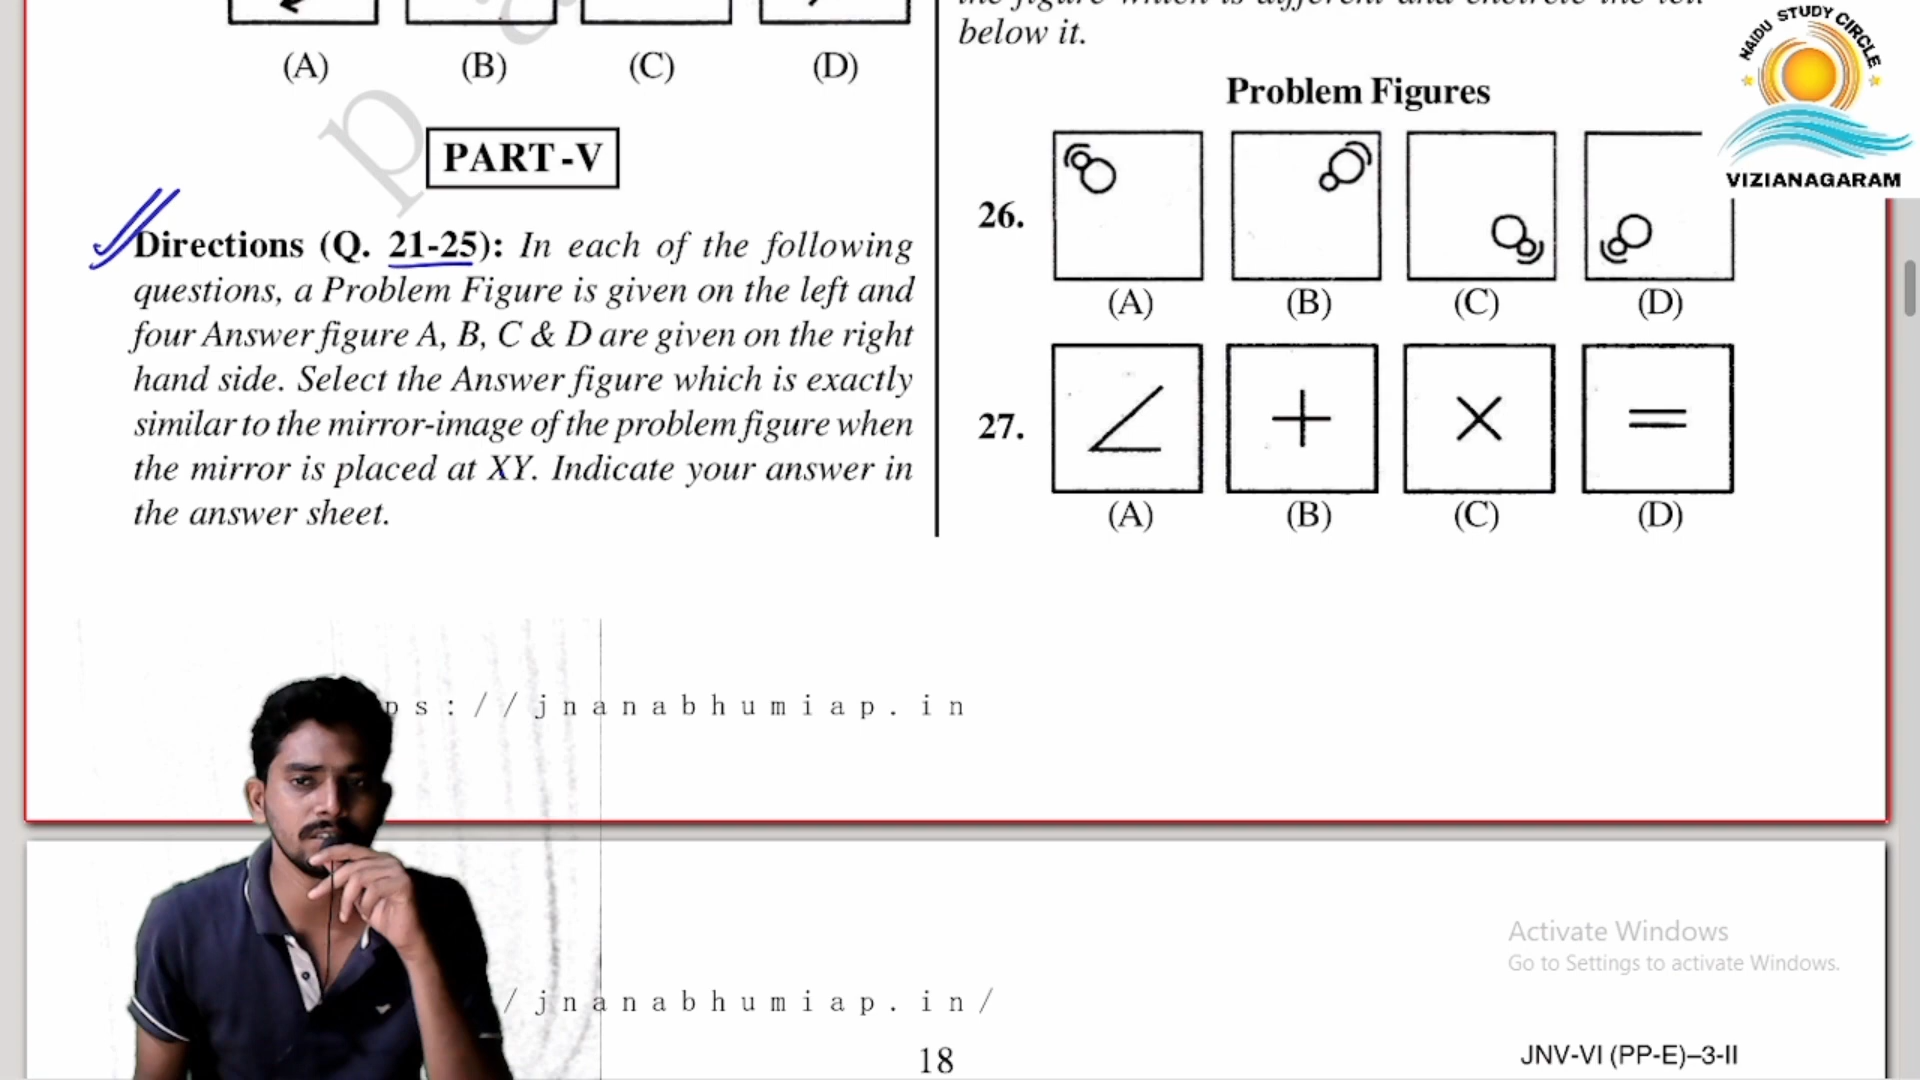 (A) (B) (C) (D)
PART-V
Directions (Q. 21-25): In each of the following
questions, a Problem Figure is given on the left and
four Answer figure A, B, C & D are given on the right
hand side. Select the Answer figure which is exactly
similar to the mirror-image of the problem figure when
the mirror is placed at XY. Indicate your answer in
the answer sheet.
below it.
Problem Figures
26.
(A) (B) (C) (D)
27.
(A) (B) (C) (D)
NAIDU STUDY CIRCLE
VIZIANAGARAM
ps://jnanabhumiap.in
/jnanabhumiap.in/
Activate Windows
Go to Settings to activate Windows.
18
JNV-VI (PP-E)–3-II